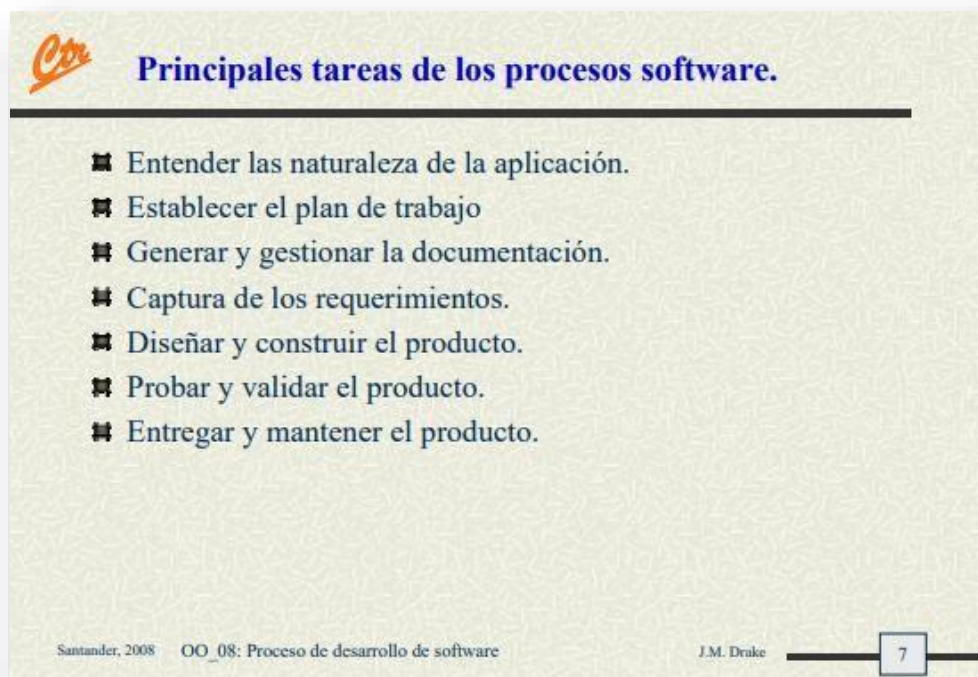 Ctr
Principales tareas de los procesos software.
Entender las naturaleza de la aplicación.
Establecer el plan de trabajo
Generar y gestionar la documentación.
Captura de los requerimientos.
Diseñar y construir el producto.
Probar y validar el producto.
Entregar y mantener el producto.
Santander, 2008 OO_08: Proceso de desarrollo de software J.M. Drake 7